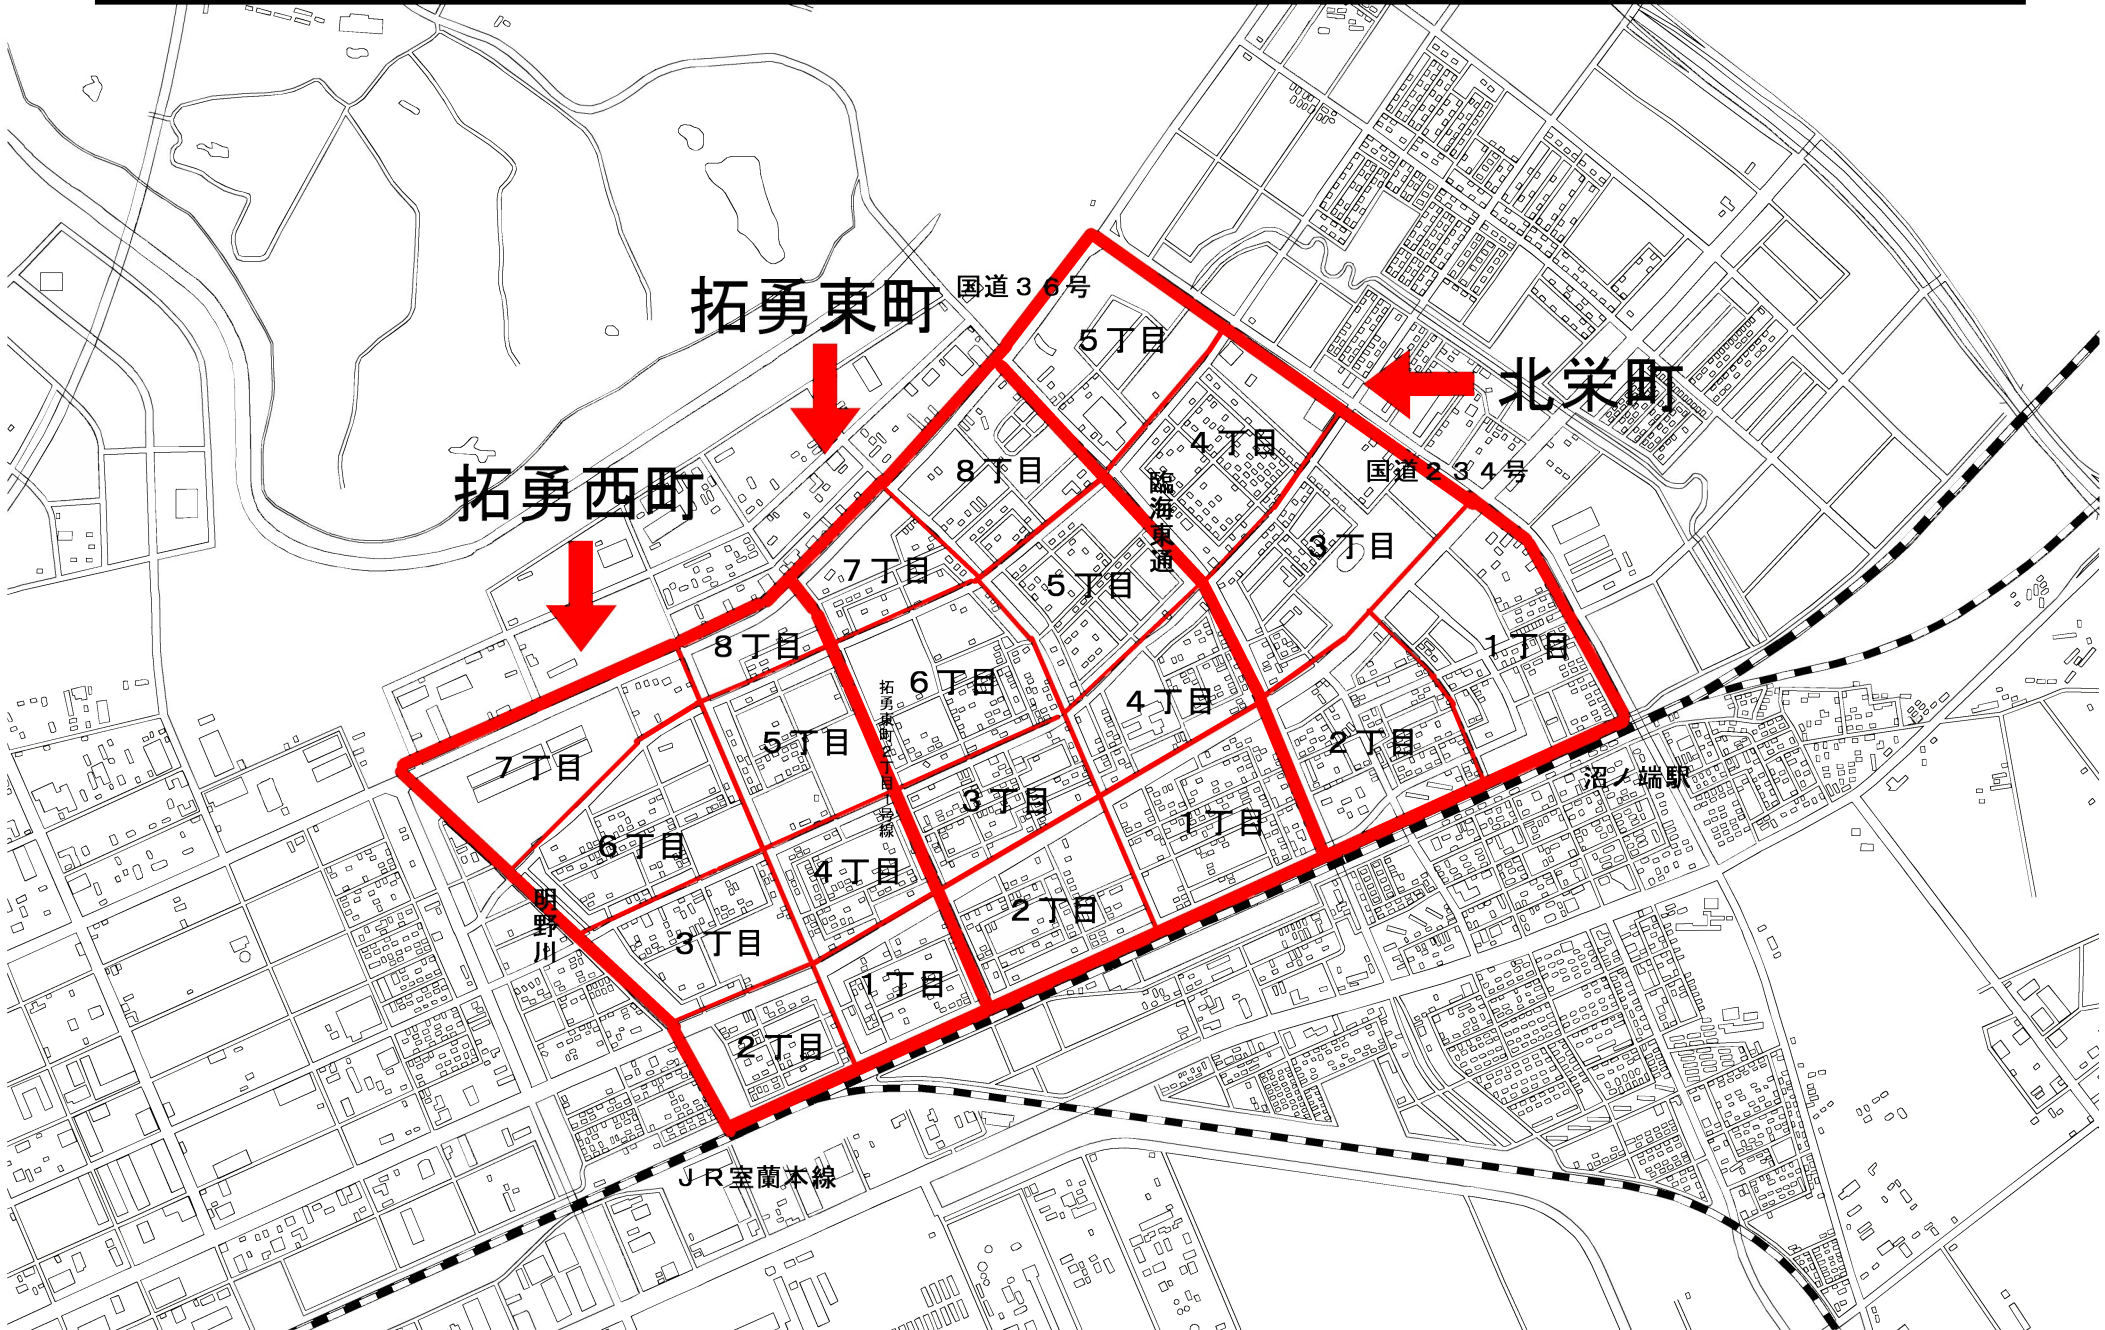 拓勇東町
国道３６号
５丁目
北栄町
４丁目
８丁目
国道２３４号
拓勇西町
臨海東通
３丁目
７丁目
５丁目
８丁目
１丁目
６丁目
４丁目
拓勇東町２丁目１号線
５丁目
２丁目
７丁目
沼ノ端駅
３丁目
１丁目
６丁目
４丁目
明野川
２丁目
３丁目
１丁目
２丁目
ＪＲ室蘭本線